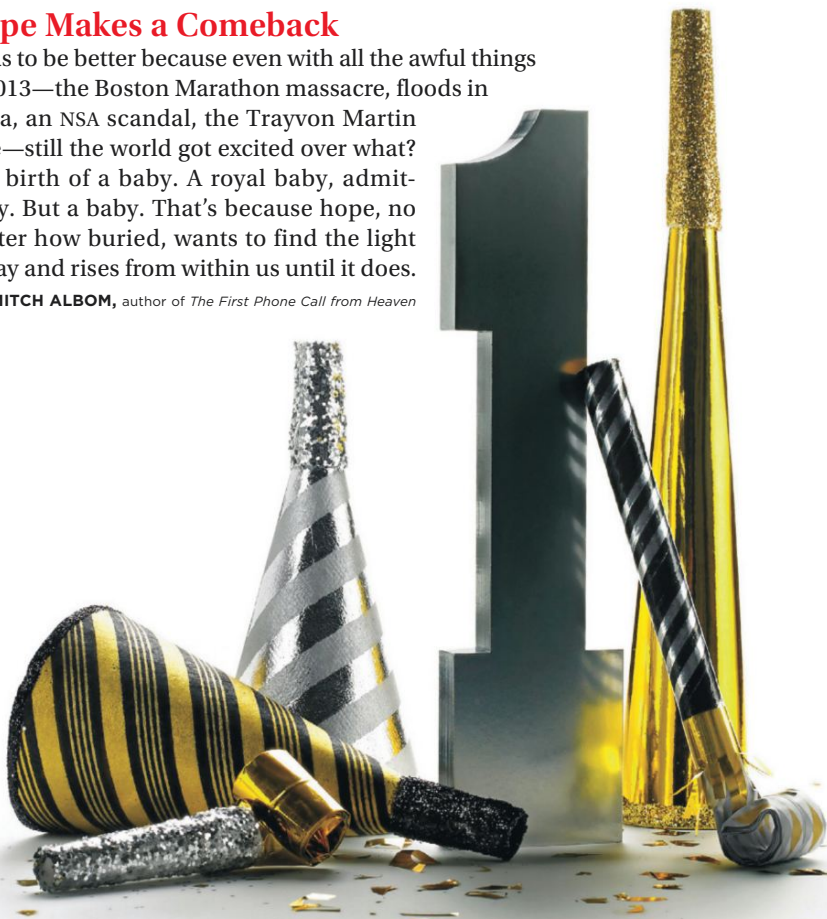 pe Makes a Comeback
s to be better because even with all the awful things
013—the Boston Marathon massacre, floods in
a, an NSA scandal, the Trayvon Martin
—still the world got excited over what?
birth of a baby. A royal baby, admit-
y. But a baby. That’s because hope, no
ter how buried, wants to find the light
ay and rises from within us until it does.
ITCH ALBOM, author of The First Phone Call from Heaven
1